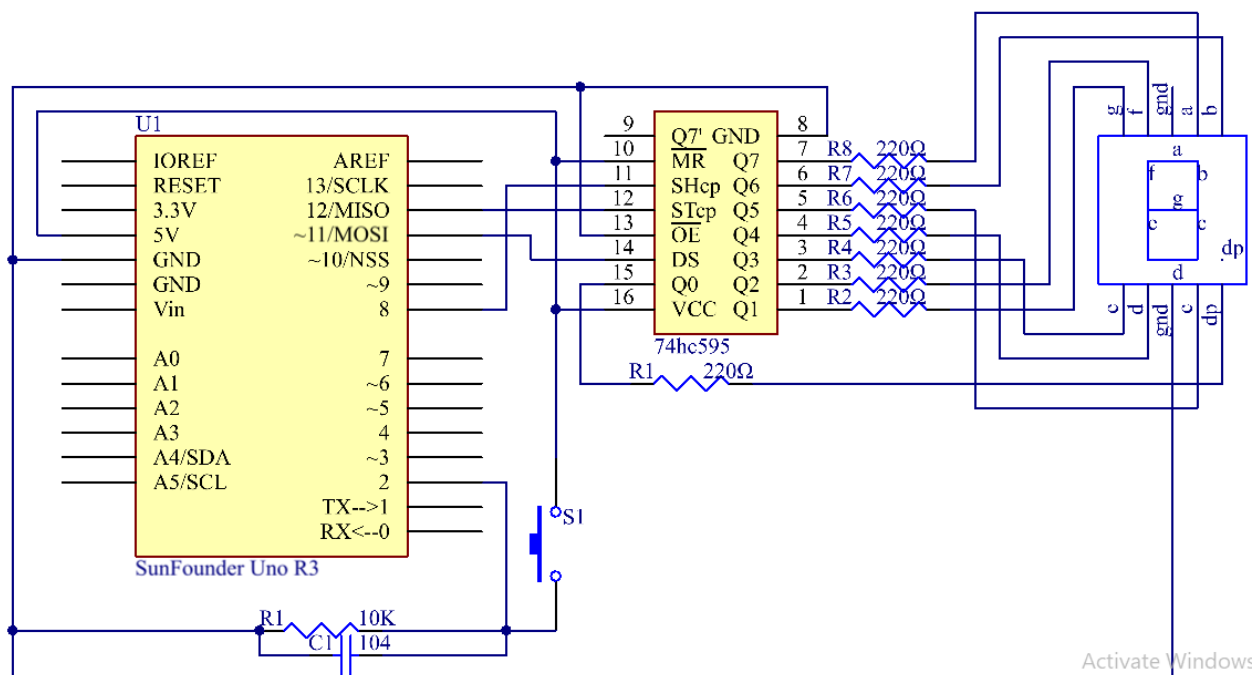 U1
IOREF AREF
RESET 13/SCLK
3.3V 12/MISO
5V ~11/MOSI
GND ~10/NSS
GND ~9
Vin 8
A0 7
A1 ~6
A2 ~5
A3 4
A4/SDA ~3
A5/SCL 2
TX-->1
RX<--0
SunFounder Uno R3
9 Q7' GND 8
10 MR Q7 7 R8 220Ω
11 SHcp Q6 6 R7 220Ω
12 STcp Q5 5 R6 220Ω
13 OE Q4 4 R5 220Ω
14 DS Q3 3 R4 220Ω
15 Q0 Q2 2 R3 220Ω
16 VCC Q1 1 R2 220Ω
74hc595
R1 220Ω
g f gnd a b
a
f b
g
e c
d
dp
c d gnd c dp
S1
R1 10K
C1 104
Activate Windows